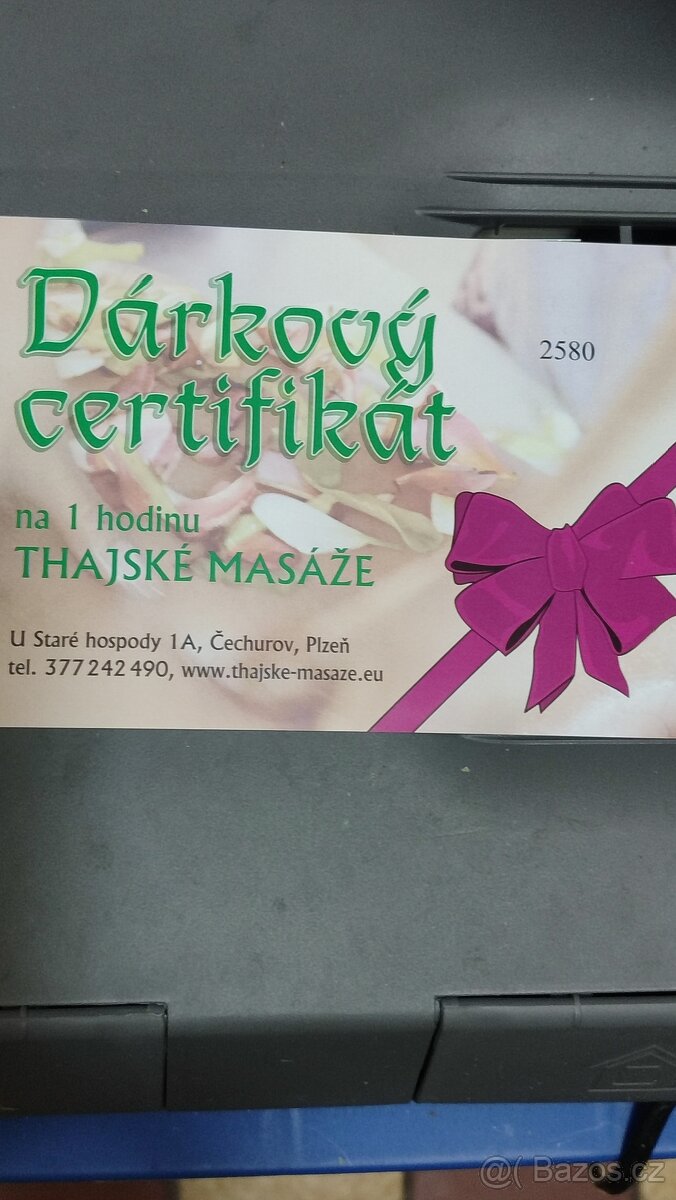 Dárkový
certifikát
2580
na 1 hodinu
THAJSKÉ MASÁŽE
U Staré hospody 1A, Čechurov, Plzeň
tel. 377 242 490, www.thajske-masaze.eu
@( Bazos.cz